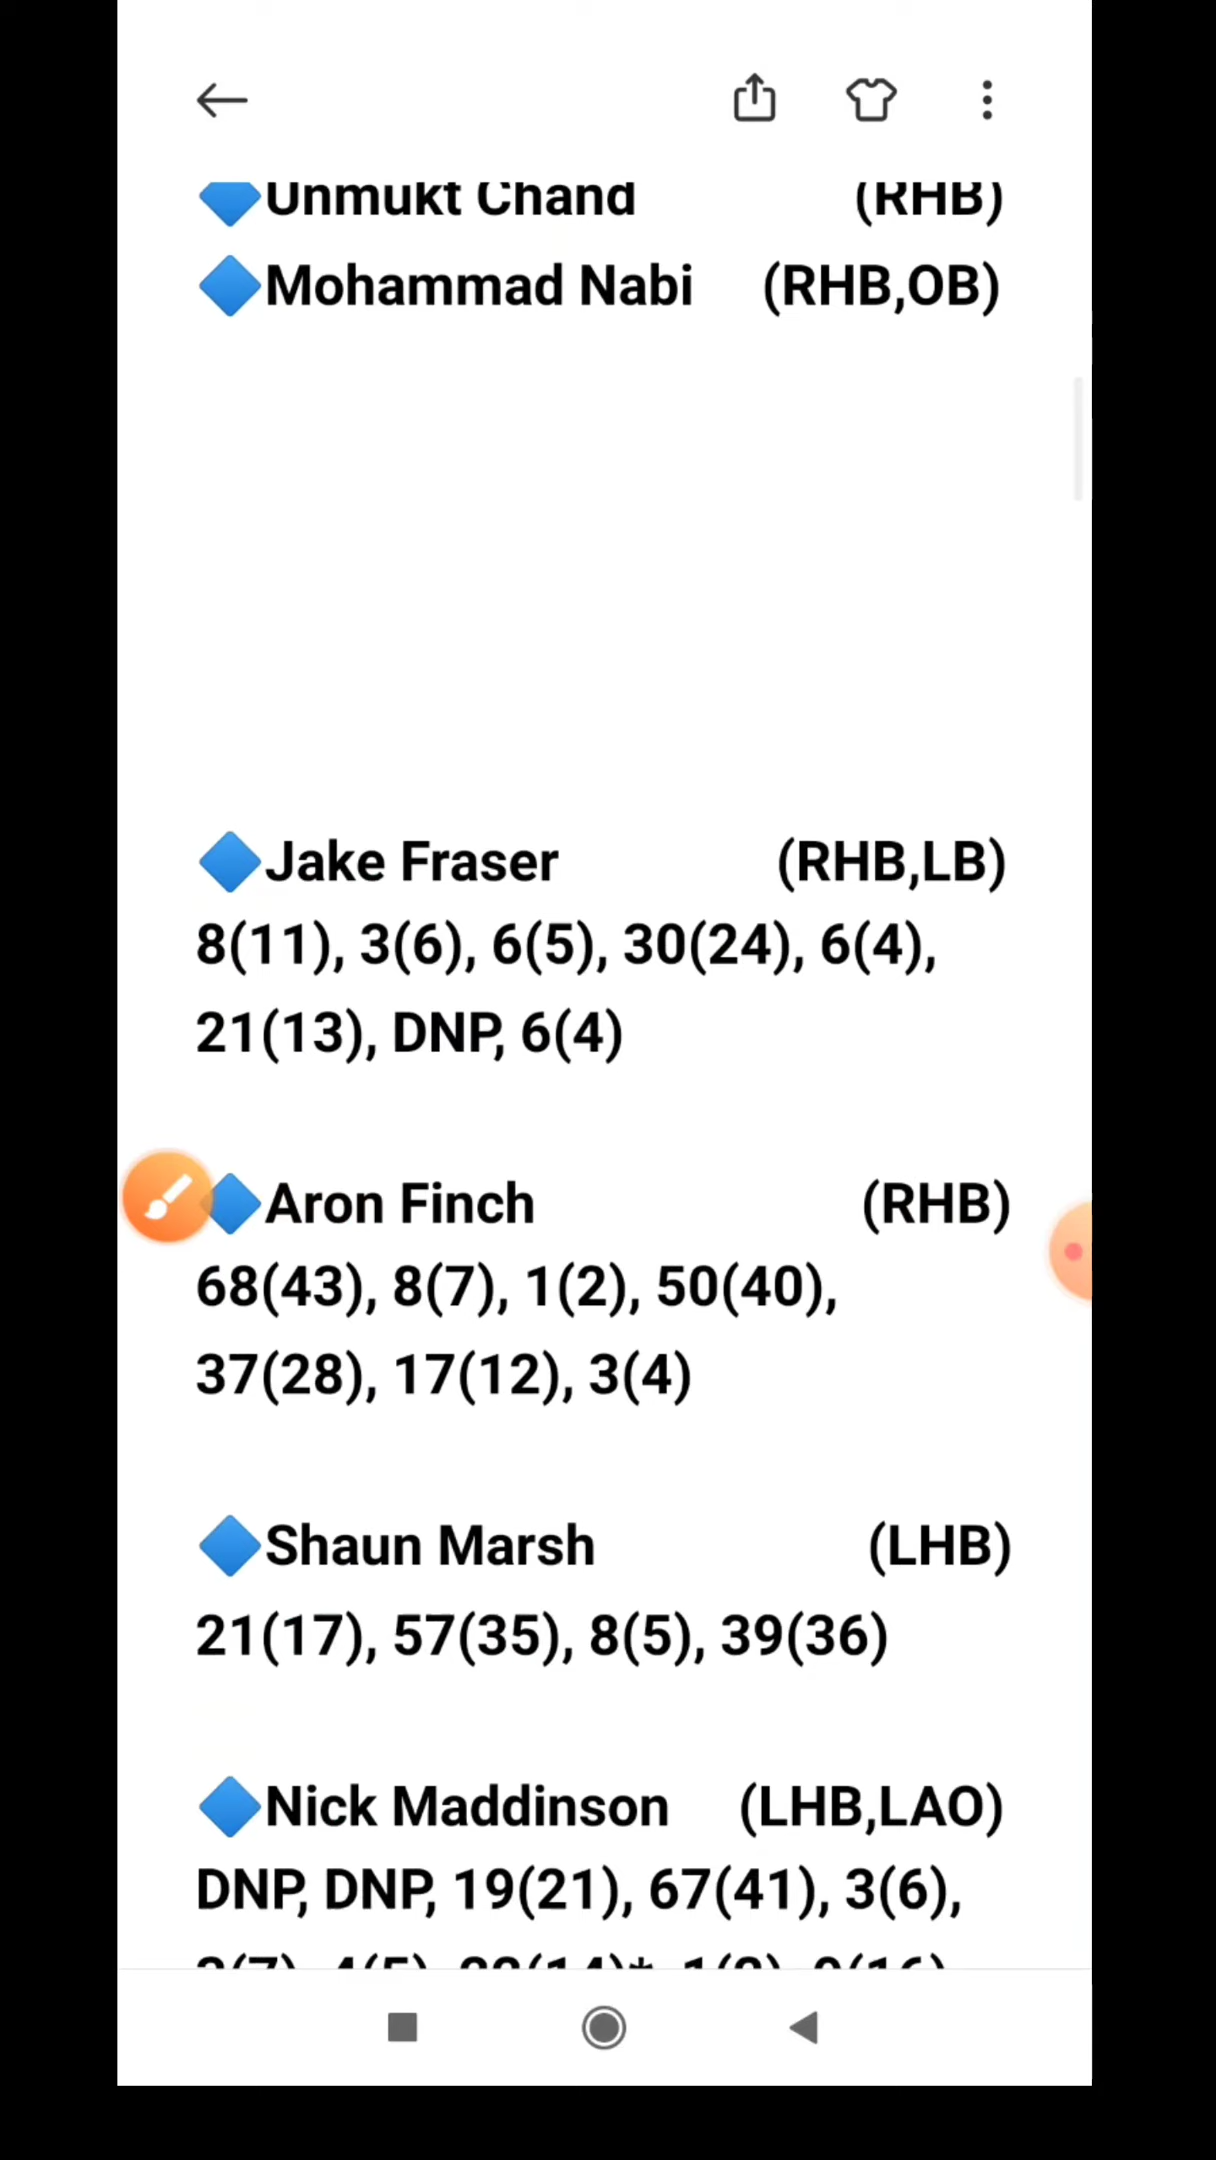 Unmukt Chand (RHB)
Mohammad Nabi (RHB,OB)
Jake Fraser (RHB,LB)
8(11), 3(6), 6(5), 30(24), 6(4),
21(13), DNP, 6(4)
Aron Finch (RHB)
68(43), 8(7), 1(2), 50(40),
37(28), 17(12), 3(4)
Shaun Marsh (LHB)
21(17), 57(35), 8(5), 39(36)
Nick Maddinson (LHB,LAO)
DNP, DNP, 19(21), 67(41), 3(6),